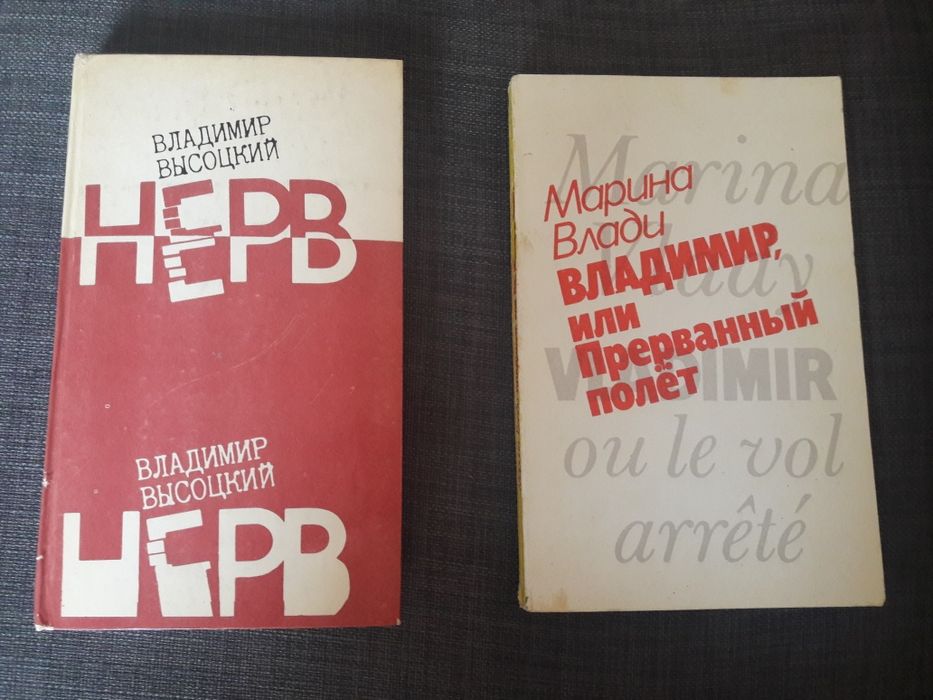 ВЛАДИМИР
ВЫСОЦКИЙ
НЕРВ
ВЛАДИМИР
ВЫСОЦКИЙ
НЕРВ
Марина
Влади
ВЛАДИМИР,
или
Прерванный
полёт
Marina
Vlady
VLADIMIR
ou le vol
arrêté